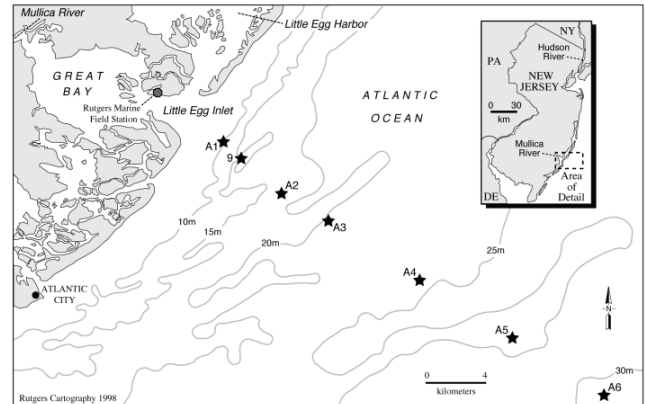 Mullica River
Little Egg Harbor
GREAT
BAY
Rutgers Marine
Field Station
Little Egg Inlet
ATLANTIC
OCEAN
A1
9
A2
A3
A4
A5
A6
10m
15m
20m
25m
30m
ATLANTIC
CITY
0 4
kilometers
N
Rutgers Cartography 1998
NY
Hudson
River
PA
NEW
JERSEY
0 30
km
Mullica
River
Area
of
Detail
DE